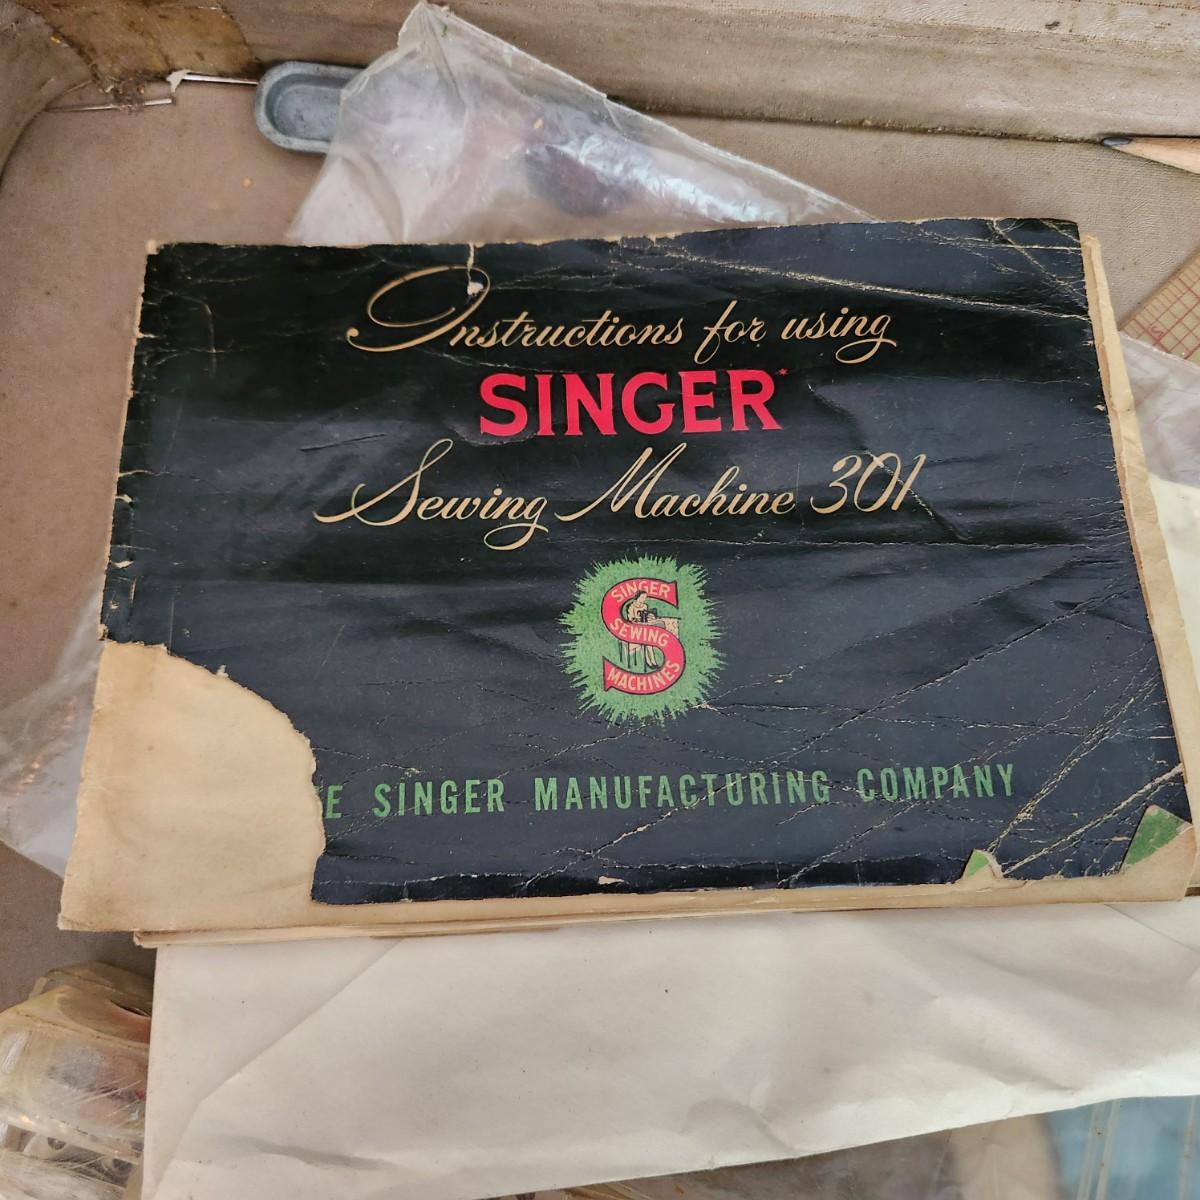 Instructions for using
SINGER*
Sewing Machine 301
SINGER
SEWING
MACHINES
E SINGER MANUFACTURING COMPANY